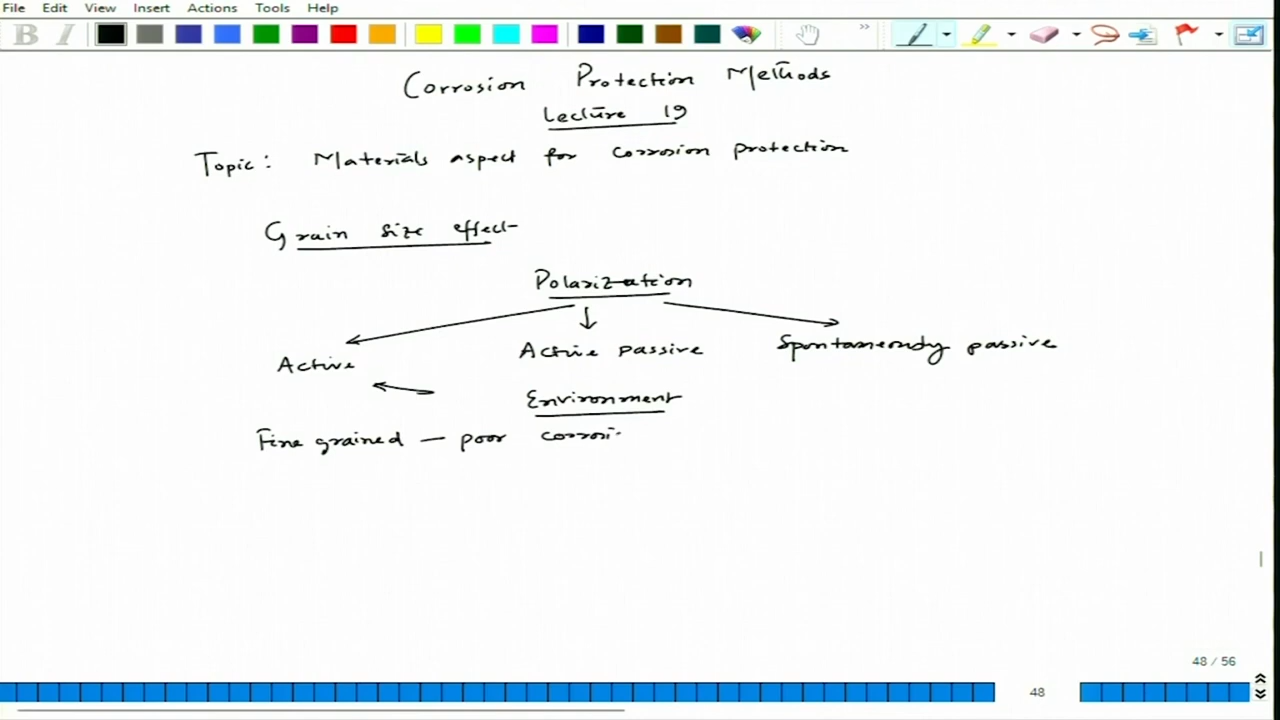 File Edit View Insert Actions Tools Help
B I
Corrosion Protection Methods
Lecture 19
Topic: Materials aspect for corrosion protection
Grain size effect
Polarization
Active Active passive Spontaneously passive
Environment
Fine grained — poor corrosi
48 / 56
48